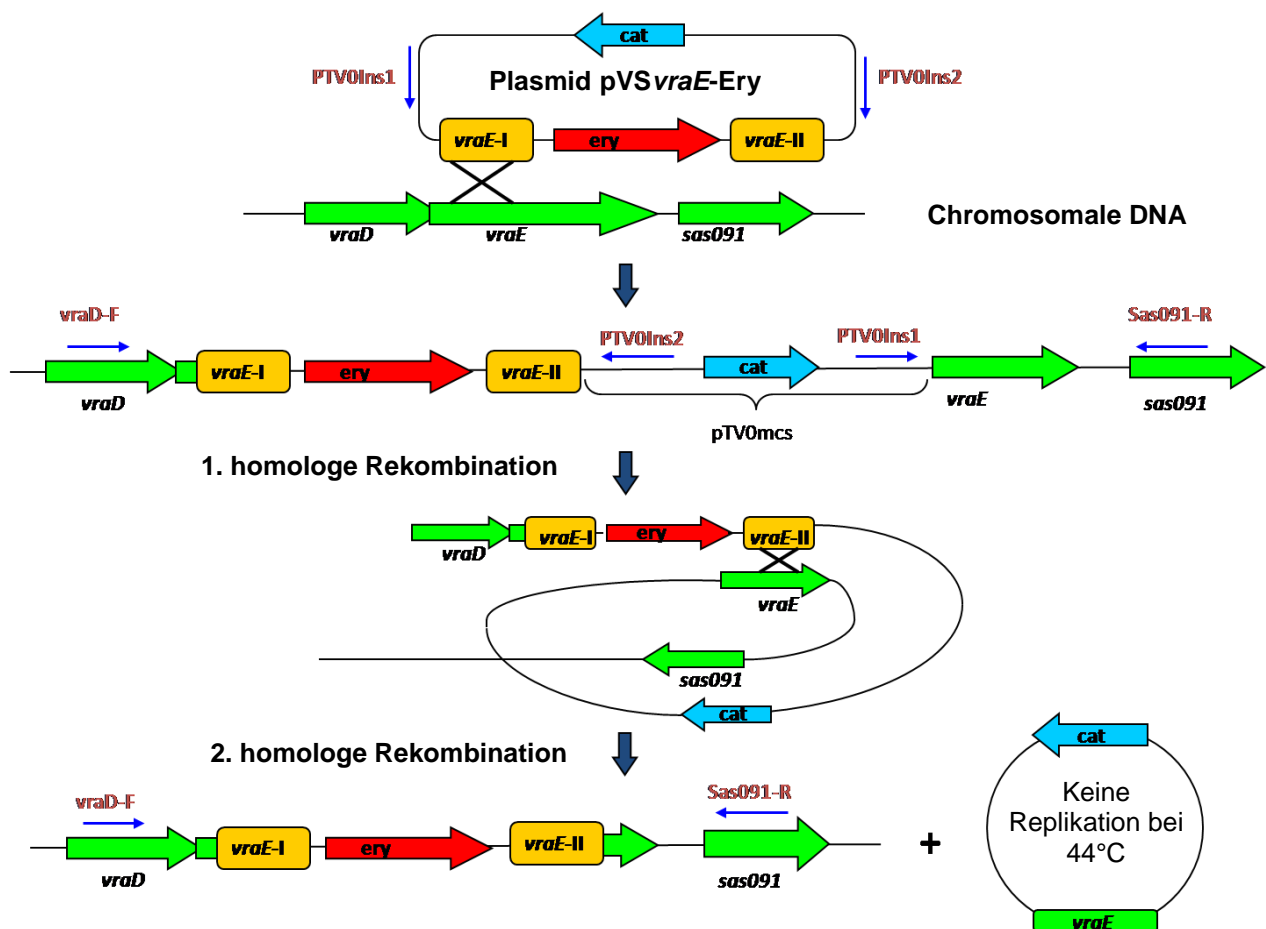 cat
PTV0Ins1
Plasmid pVSvraE-Ery
PTV0Ins2
vraE-I
ery
vraE-II
vraD
vraE
sas091
Chromosomale DNA
vraD-F
PTV0Ins2
PTV0Ins1
Sas091-R
vraE-I
ery
vraE-II
cat
vraD
vraE
sas091
pTV0mcs
1. homologe Rekombination
vraE-I
ery
vraE-II
vraD
vraE
sas091
cat
2. homologe Rekombination
vraD-F
Sas091-R
vraE-I
ery
vraE-II
vraD
sas091
+
cat
Keine
Replikation bei
44°C
vraE